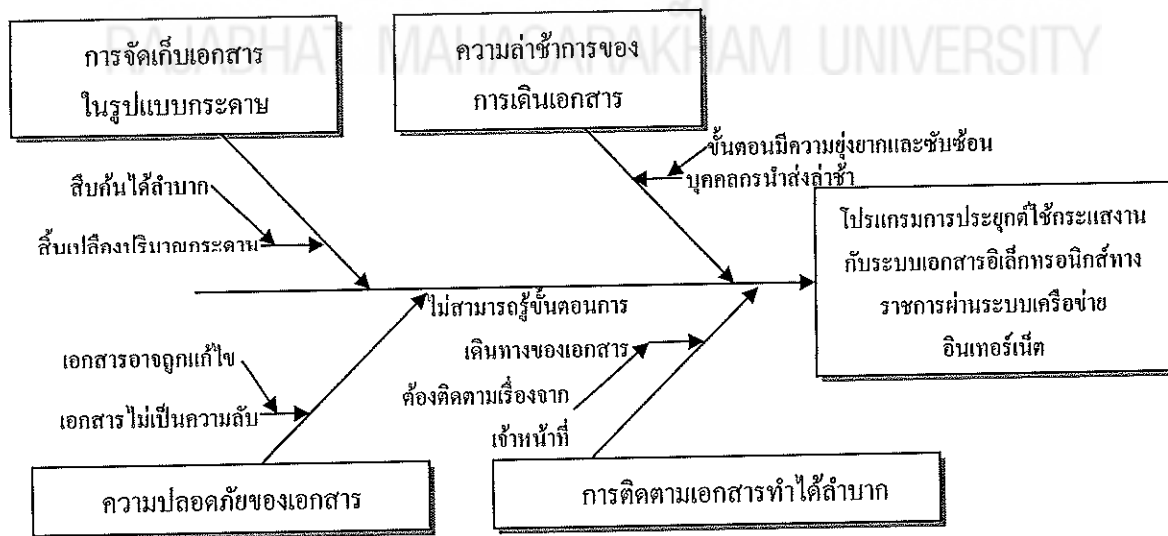 RAJABHAT MAHASARAKHAM UNIVERSITY
การจัดเก็บเอกสาร
ในรูปแบบกระดาษ
ความล่าช้าการของ
การเดินเอกสาร
ขั้นตอนมีความยุ่งยากและซับซ้อน
บุคคลกรนำส่งล่าช้า
สืบค้นได้ลำบาก
สิ้นเปลืองปริมาณกระดาษ
โปรแกรมการประยุกต์ใช้กระแสงาน
กับระบบเอกสารอิเล็กทรอนิกส์ทาง
ราชการผ่านระบบเครือข่าย
อินเทอร์เน็ต
ไม่สามารถรู้ขั้นตอนการ
เดินทางของเอกสาร
ต้องติดตามเรื่องจาก
เจ้าหน้าที่
เอกสารอาจถูกแก้ไข
เอกสารไม่เป็นความลับ
ความปลอดภัยของเอกสาร
การติดตามเอกสารทำได้ลำบาก